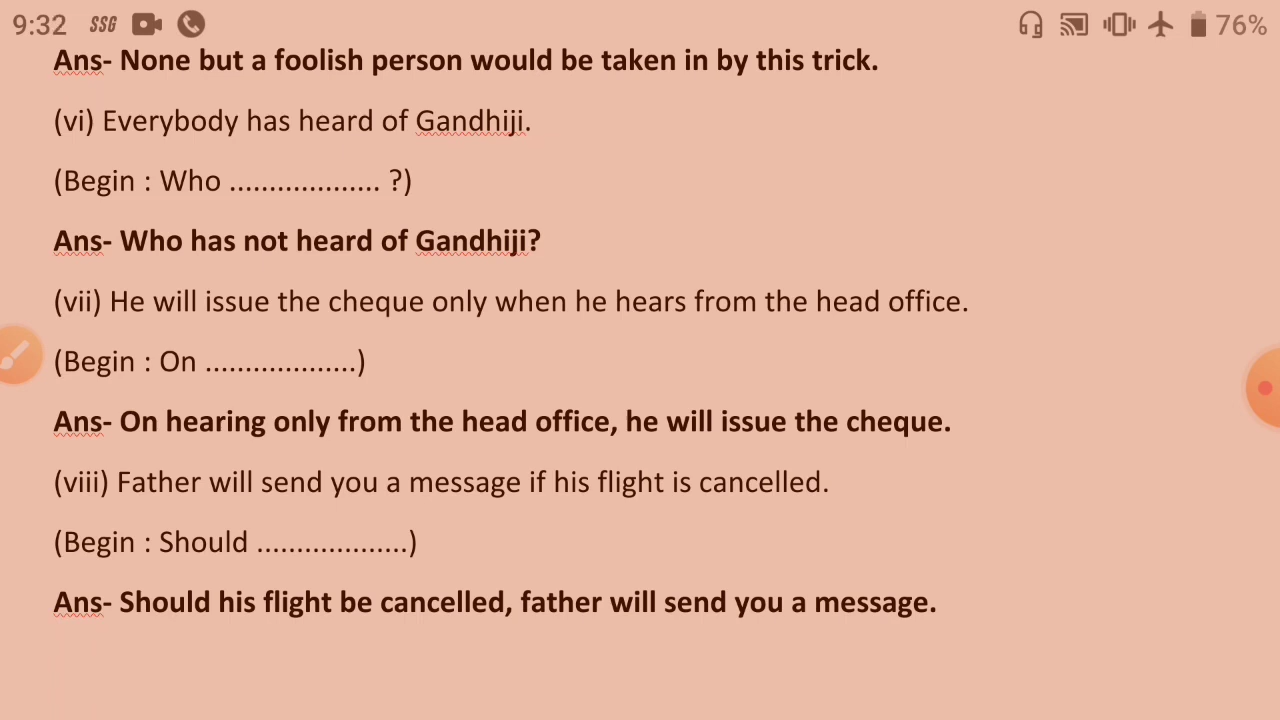 9:32 SSG 76%
Ans- None but a foolish person would be taken in by this trick.
(vi) Everybody has heard of Gandhiji.
(Begin : Who ................... ?)
Ans- Who has not heard of Gandhiji?
(vii) He will issue the cheque only when he hears from the head office.
(Begin : On ...................)
Ans- On hearing only from the head office, he will issue the cheque.
(viii) Father will send you a message if his flight is cancelled.
(Begin : Should ...................)
Ans- Should his flight be cancelled, father will send you a message.